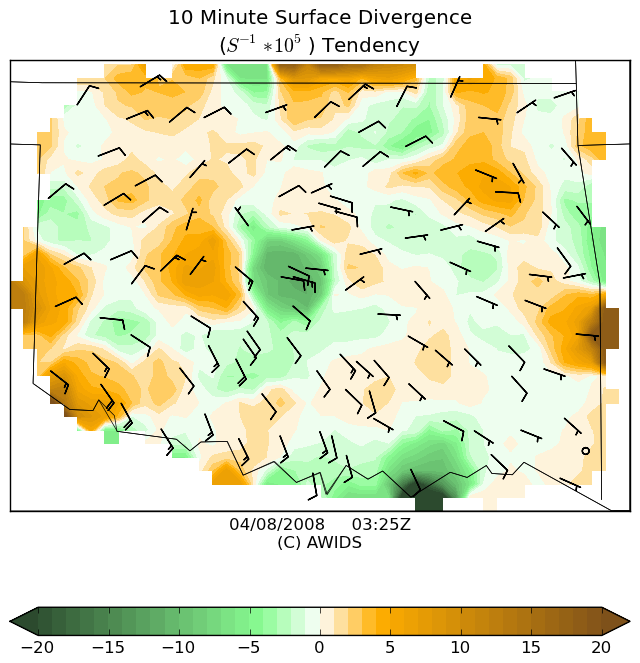 10 Minute Surface Divergence
(S⁻¹ * 10⁵ ) Tendency
04/08/2008 03:25Z
(C) AWIDS
−20 −15 −10 −5 0 5 10 15 20